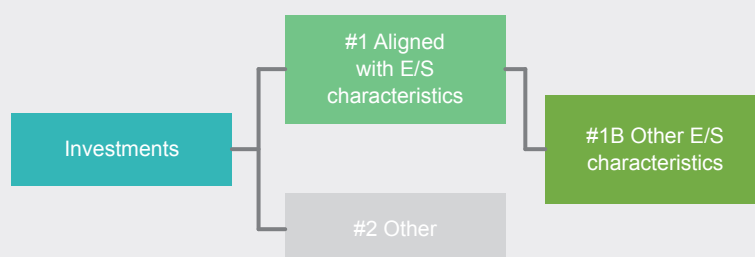 #1 Aligned
with E/S
characteristics
Investments
#1B Other E/S
characteristics
#2 Other